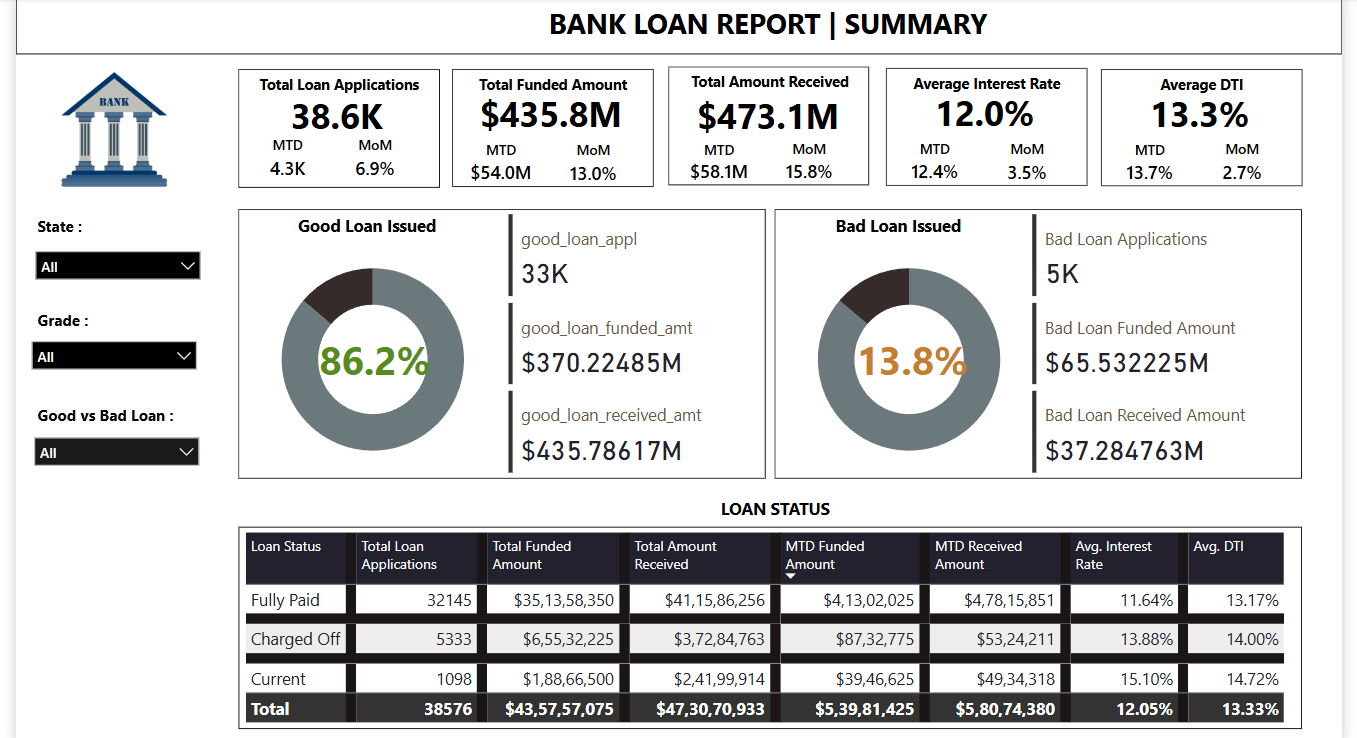 BANK LOAN REPORT | SUMMARY
BANK
Total Loan Applications
38.6K
MTD MoM
4.3K 6.9%
Total Funded Amount
$435.8M
MTD MoM
$54.0M 13.0%
Total Amount Received
$473.1M
MTD MoM
$58.1M 15.8%
Average Interest Rate
12.0%
MTD MoM
12.4% 3.5%
Average DTI
13.3%
MTD MoM
13.7% 2.7%
State :
All
Grade :
All
Good vs Bad Loan :
All
Good Loan Issued
86.2%
good_loan_appl
33K
good_loan_funded_amt
$370.22485M
good_loan_received_amt
$435.78617M
Bad Loan Issued
13.8%
Bad Loan Applications
5K
Bad Loan Funded Amount
$65.532225M
Bad Loan Received Amount
$37.284763M
LOAN STATUS
Loan Status Total Loan Applications Total Funded Amount Total Amount Received MTD Funded Amount MTD Received Amount Avg. Interest Rate Avg. DTI
Fully Paid 32145 $35,13,58,350 $41,15,86,256 $4,13,02,025 $4,78,15,851 11.64% 13.17%
Charged Off 5333 $6,55,32,225 $3,72,84,763 $87,32,775 $53,24,211 13.88% 14.00%
Current 1098 $1,88,66,500 $2,41,99,914 $39,46,625 $49,34,318 15.10% 14.72%
Total 38576 $43,57,57,075 $47,30,70,933 $5,39,81,425 $5,80,74,380 12.05% 13.33%